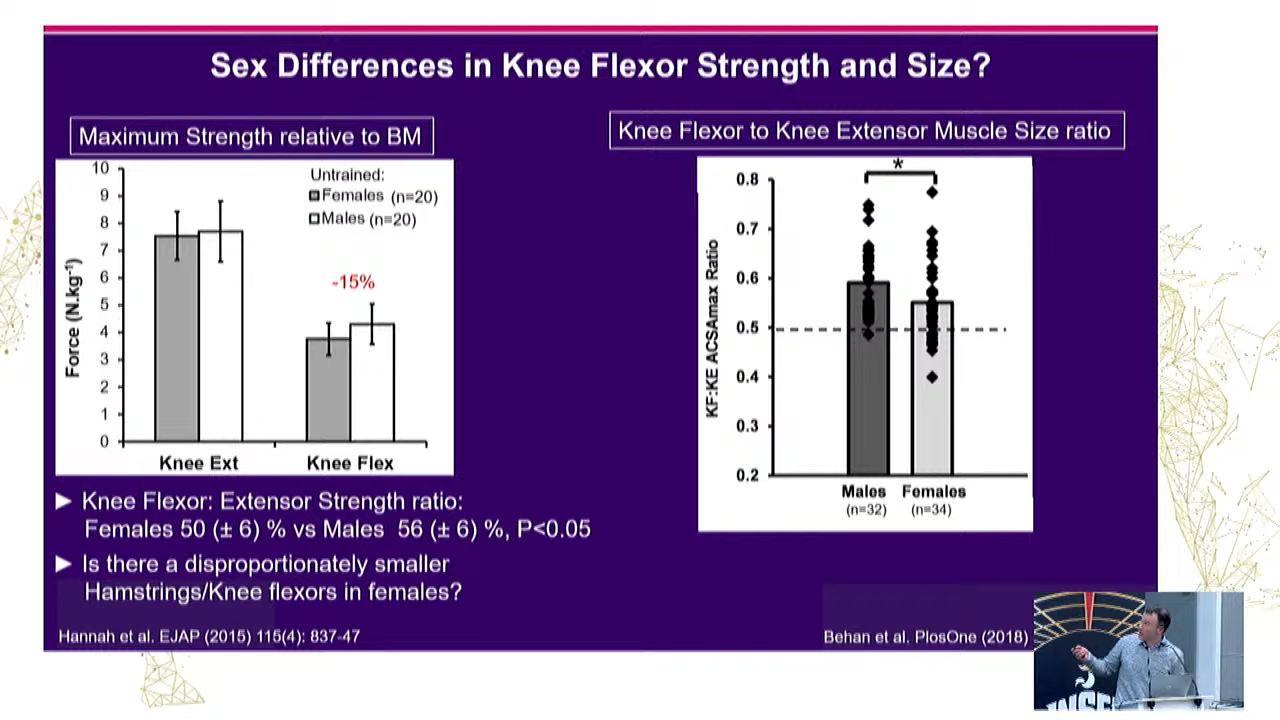 Sex Differences in Knee Flexor Strength and Size?
Maximum Strength relative to BM
10
9
8
7
6
5
4
3
2
1
0
Force (N.kg⁻¹)
Untrained:
Females (n=20)
Males (n=20)
-15%
Knee Ext
Knee Flex
Knee Flexor: Extensor Strength ratio:
Females 50 (± 6) % vs Males 56 (± 6) %, P<0.05
Is there a disproportionately smaller
Hamstrings/Knee flexors in females?
Hannah et al. EJAP (2015) 115(4): 837-47
Knee Flexor to Knee Extensor Muscle Size ratio
*
0.8
0.7
0.6
0.5
0.4
0.3
0.2
KF:KE ACSAmax Ratio
Males
Females
(n=32)
(n=34)
Behan et al. PlosOne (2018)